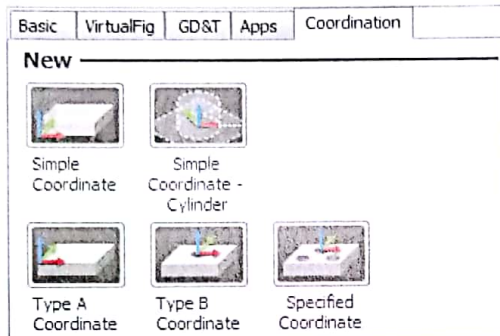 Basic VirtualFig GD&T Apps Coordination
New
Simple Coordinate
Simple Coordinate - Cylinder
Type A Coordinate
Type B Coordinate
Specified Coordinate